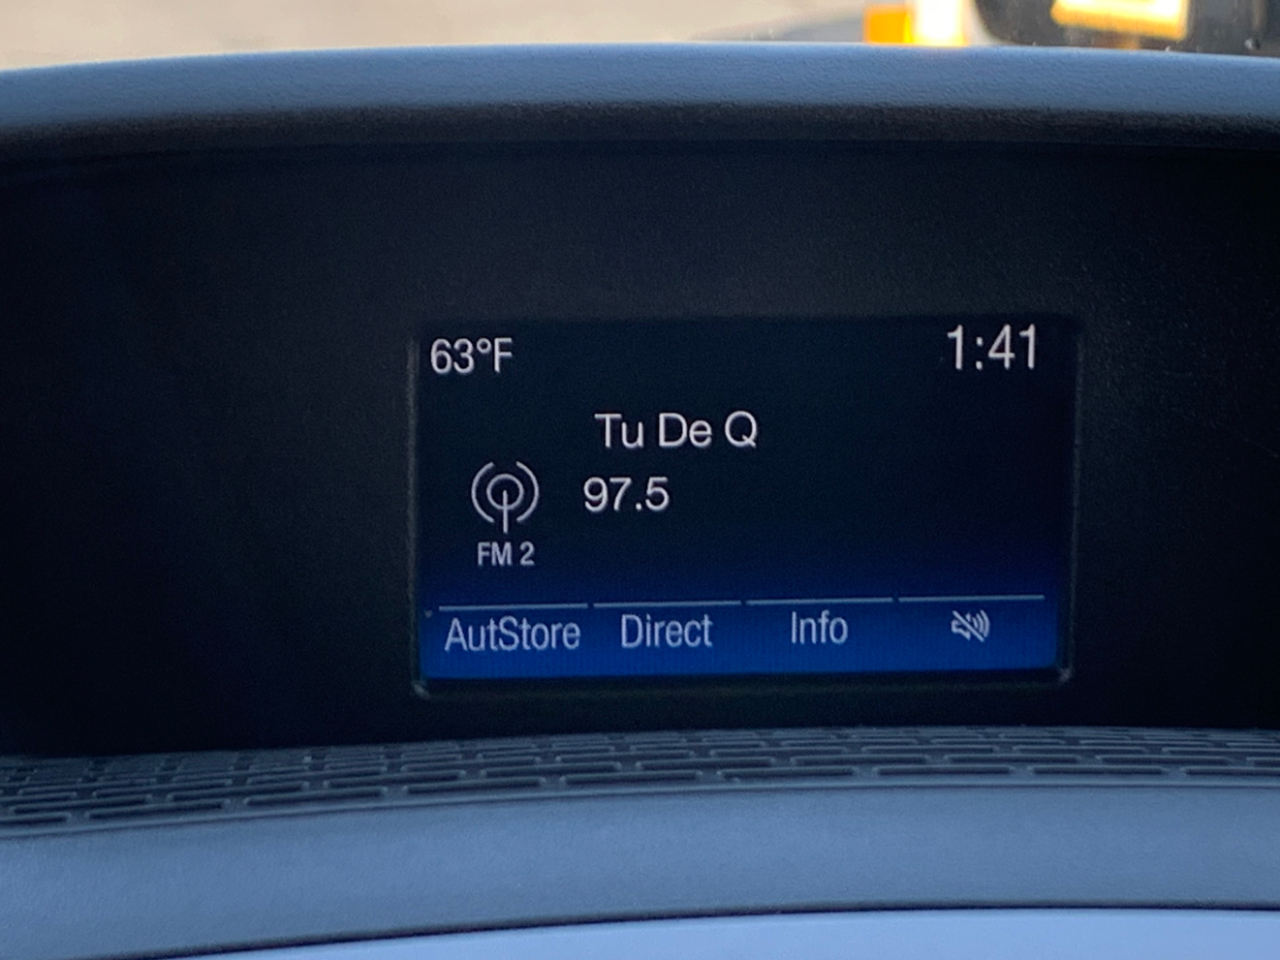 63°F 1:41
Tu De Q
97.5
FM 2
AutStore Direct Info